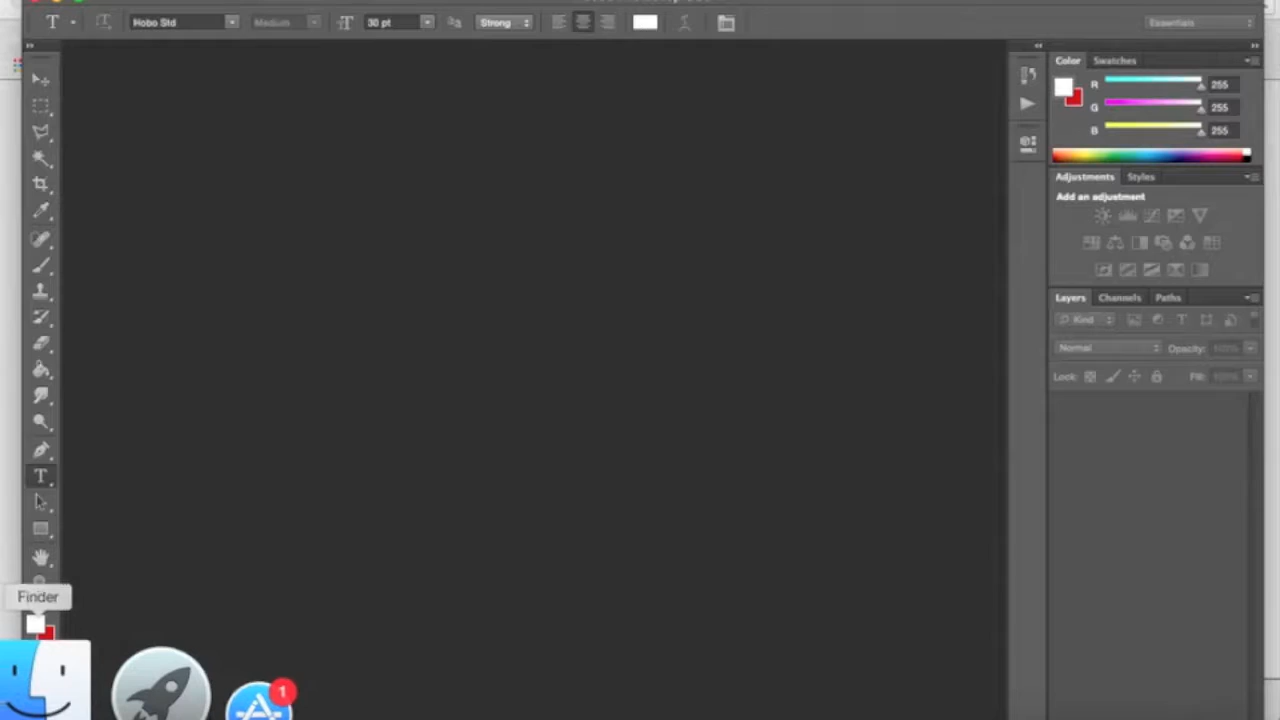 T Hobo Std Medium 30 pt Strong Essentials
Color Swatches
R 255
G 255
B 255
Adjustments Styles
Add an adjustment
Layers Channels Paths
Kind
Normal Opacity:
Lock: Fill:
T
Finder
1